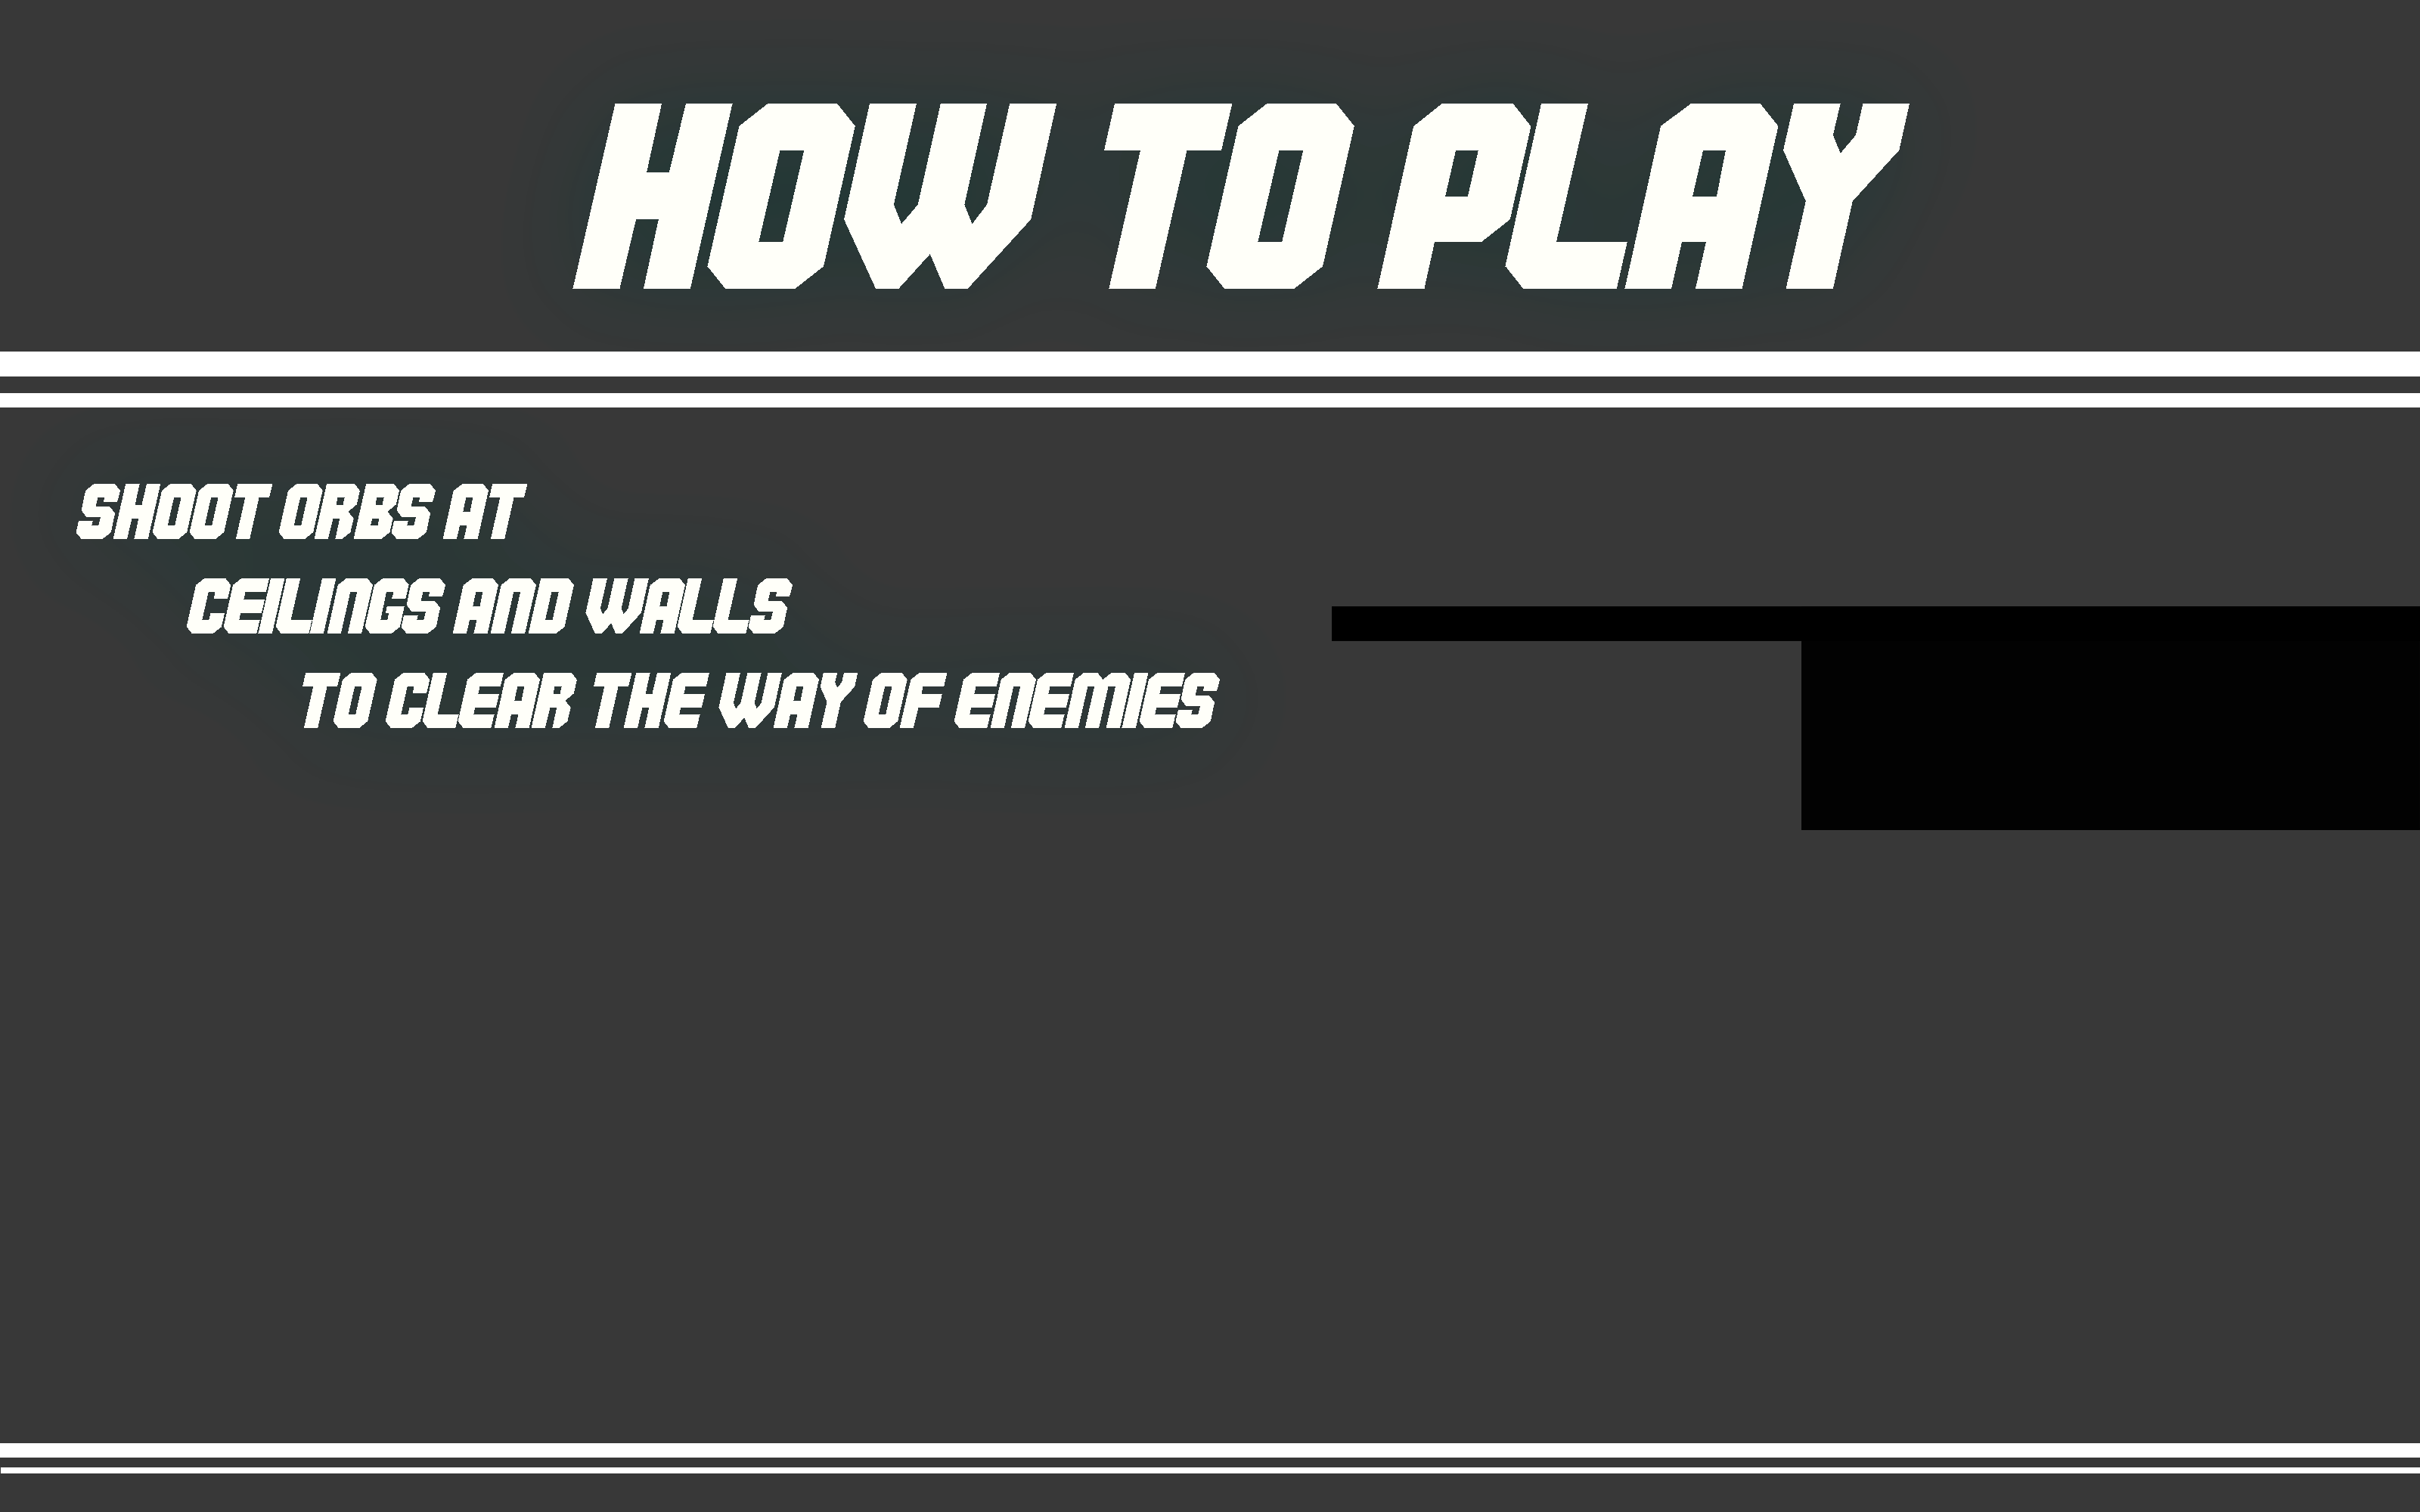 HOW TO PLAY
SHOOT ORBS AT
CEILINGS AND WALLS
TO CLEAR THE WAY OF ENEMIES